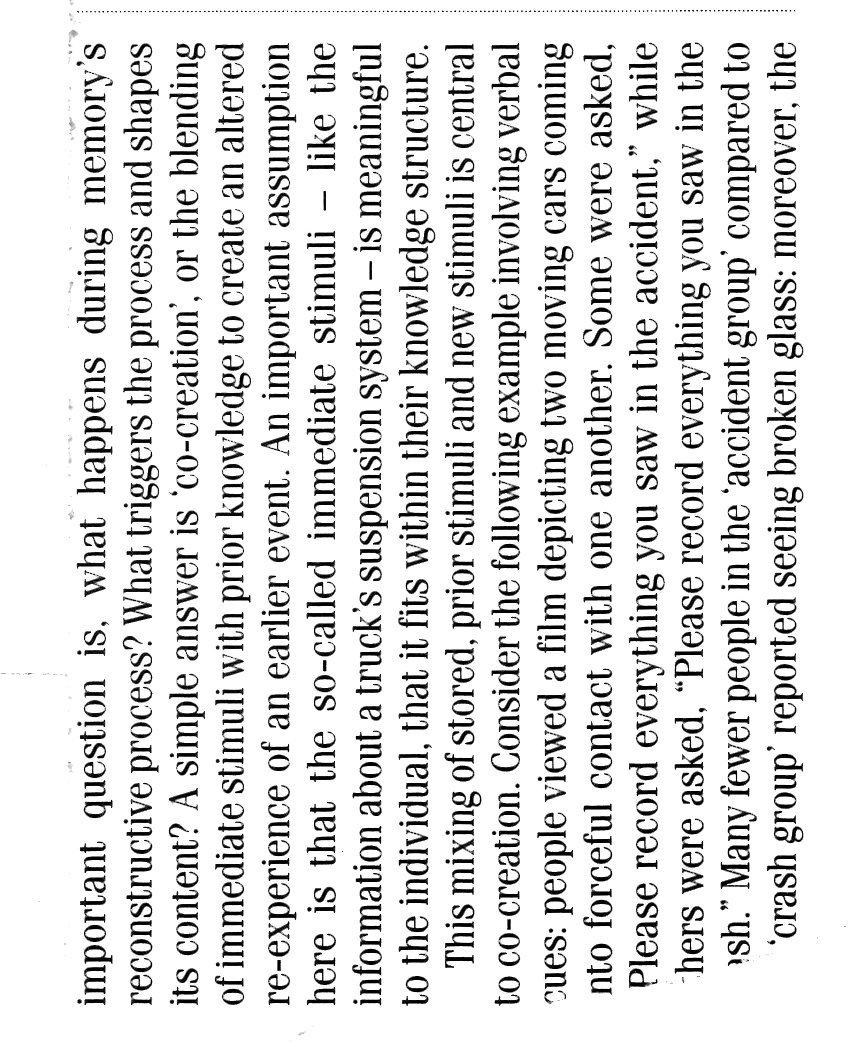 important question is, what happens during memory's
reconstructive process? What triggers the process and shapes
its content? A simple answer is ‘co-creation’, or the blending
of immediate stimuli with prior knowledge to create an altered
re-experience of an earlier event. An important assumption
here is that the so-called immediate stimuli – like the
information about a truck's suspension system – is meaningful
to the individual, that it fits within their knowledge structure.
This mixing of stored, prior stimuli and new stimuli is central
to co-creation. Consider the following example involving verbal
cues: people viewed a film depicting two moving cars coming
nto forceful contact with one another. Some were asked,
Please record everything you saw in the accident,” while
hers were asked, “Please record everything you saw in the
sh.” Many fewer people in the ‘accident group’ compared to
‘crash group’ reported seeing broken glass: moreover, the